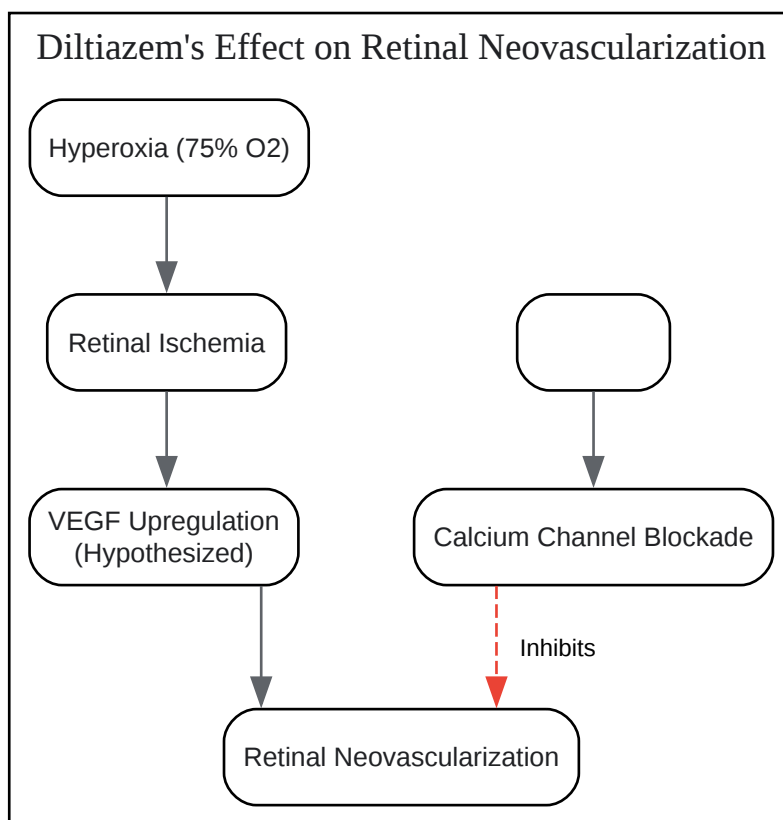 Diltiazem's Effect on Retinal Neovascularization
Hyperoxia (75% O2)
Retinal Ischemia
VEGF Upregulation
(Hypothesized)
Calcium Channel Blockade
Inhibits
Retinal Neovascularization